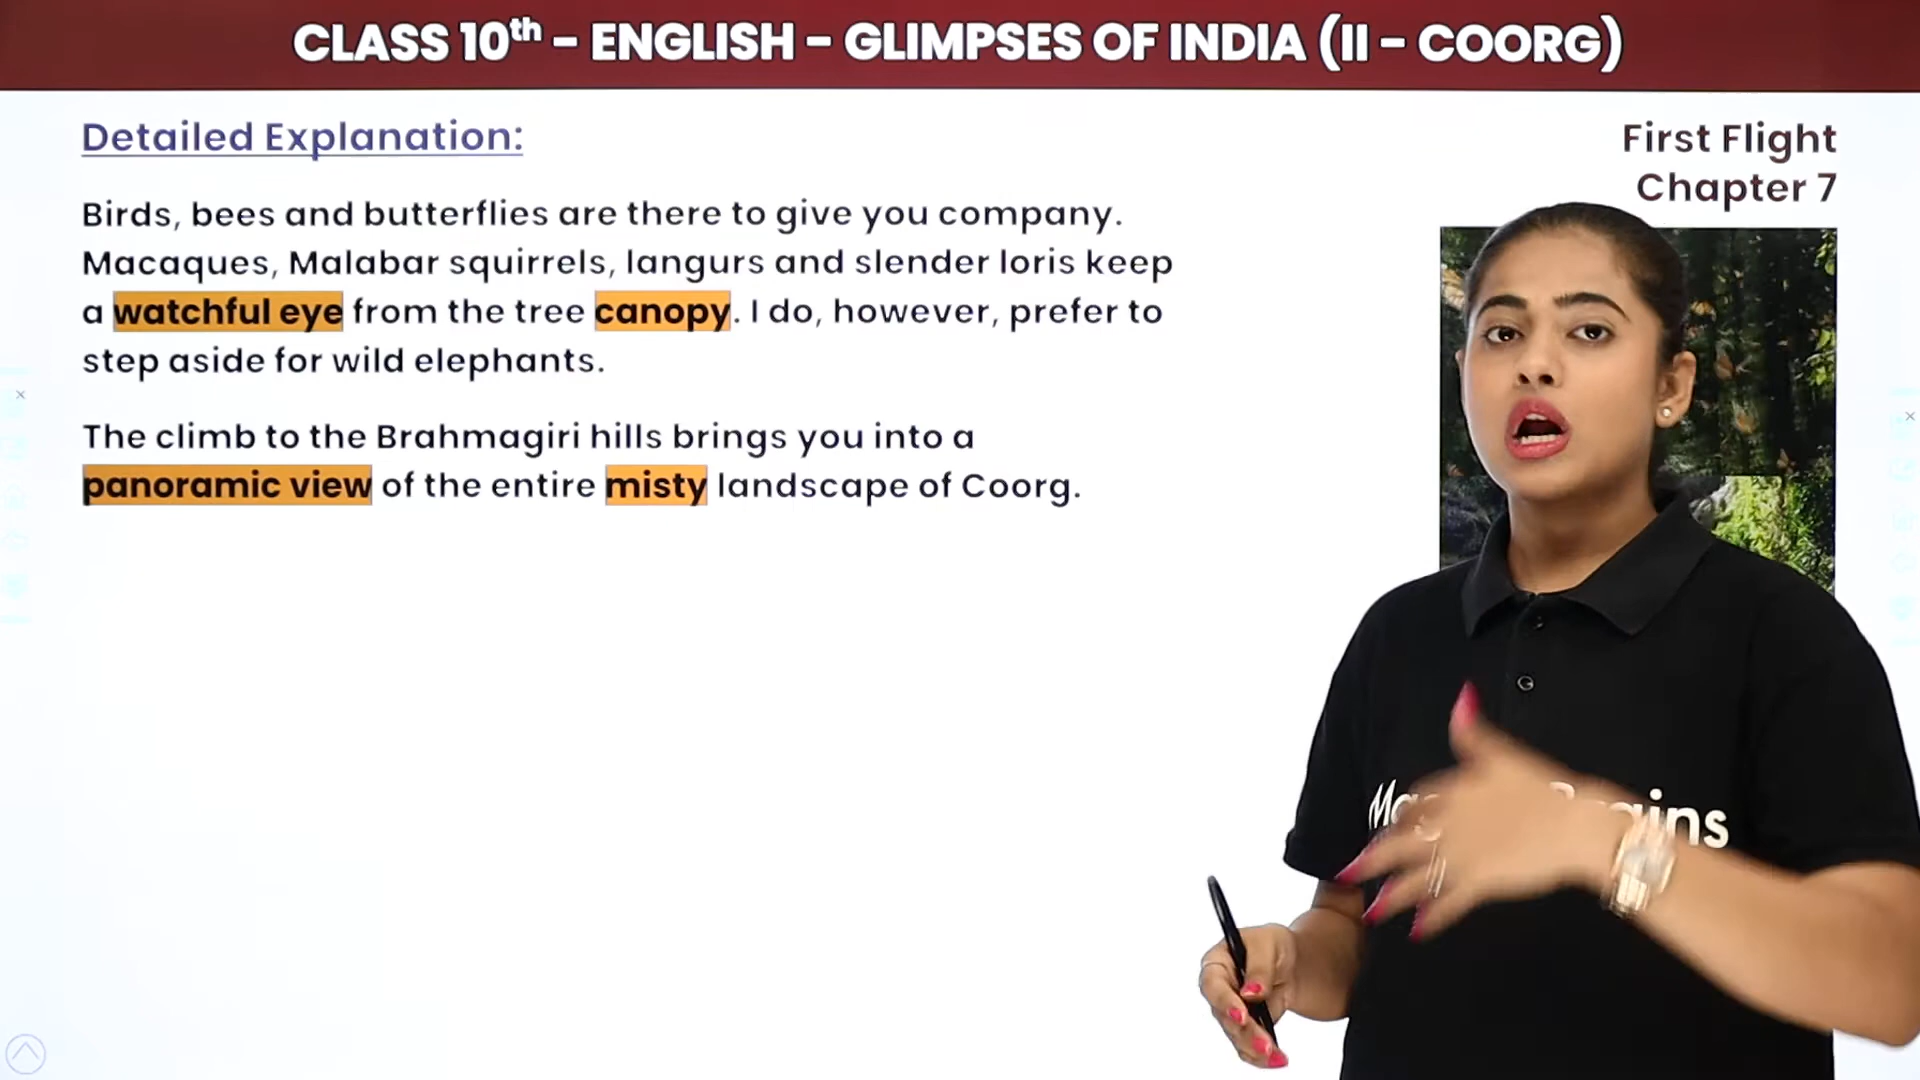 CLASS 10th - ENGLISH - GLIMPSES OF INDIA (II - COORG)
Detailed Explanation:
First Flight
Chapter 7
Birds, bees and butterflies are there to give you company.
Macaques, Malabar squirrels, langurs and slender loris keep
a watchful eye from the tree canopy. I do, however, prefer to
step aside for wild elephants.
The climb to the Brahmagiri hills brings you into a
panoramic view of the entire misty landscape of Coorg.